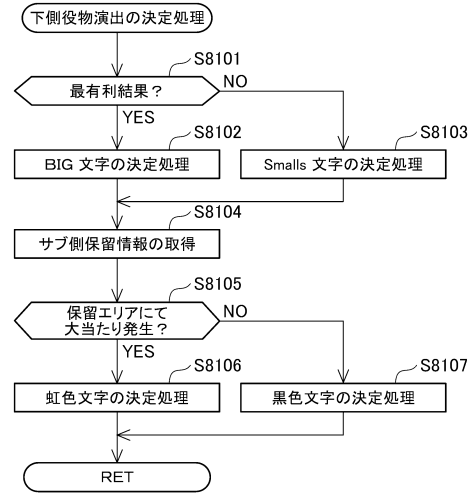 下側役物演出の決定処理
S8101
最有利結果？
NO
YES
S8102
S8103
BIG 文字の決定処理
Smalls 文字の決定処理
S8104
サブ側保留情報の取得
S8105
保留エリアにて
大当たり発生？
NO
YES
S8106
S8107
虹色文字の決定処理
黒色文字の決定処理
RET